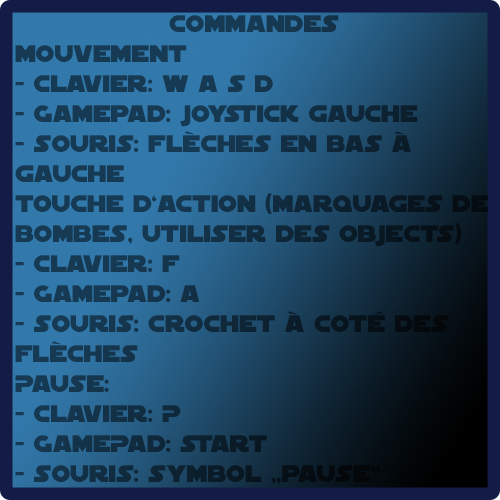 COMMANDES
MOUVEMENT
- CLAVIER: W A S D
- GAMEPAD: JOYSTICK GAUCHE
- SOURIS: FLÈCHES EN BAS À
GAUCHE
TOUCHE D'ACTION (MARQUAGES DE
BOMBES, UTILISER DES OBJECTS)
- CLAVIER: F
- GAMEPAD: A
- SOURIS: CROCHET À COTÉ DES
FLÈCHES
PAUSE:
- CLAVIER: P
- GAMEPAD: START
- SOURIS: SYMBOL „PAUSE“